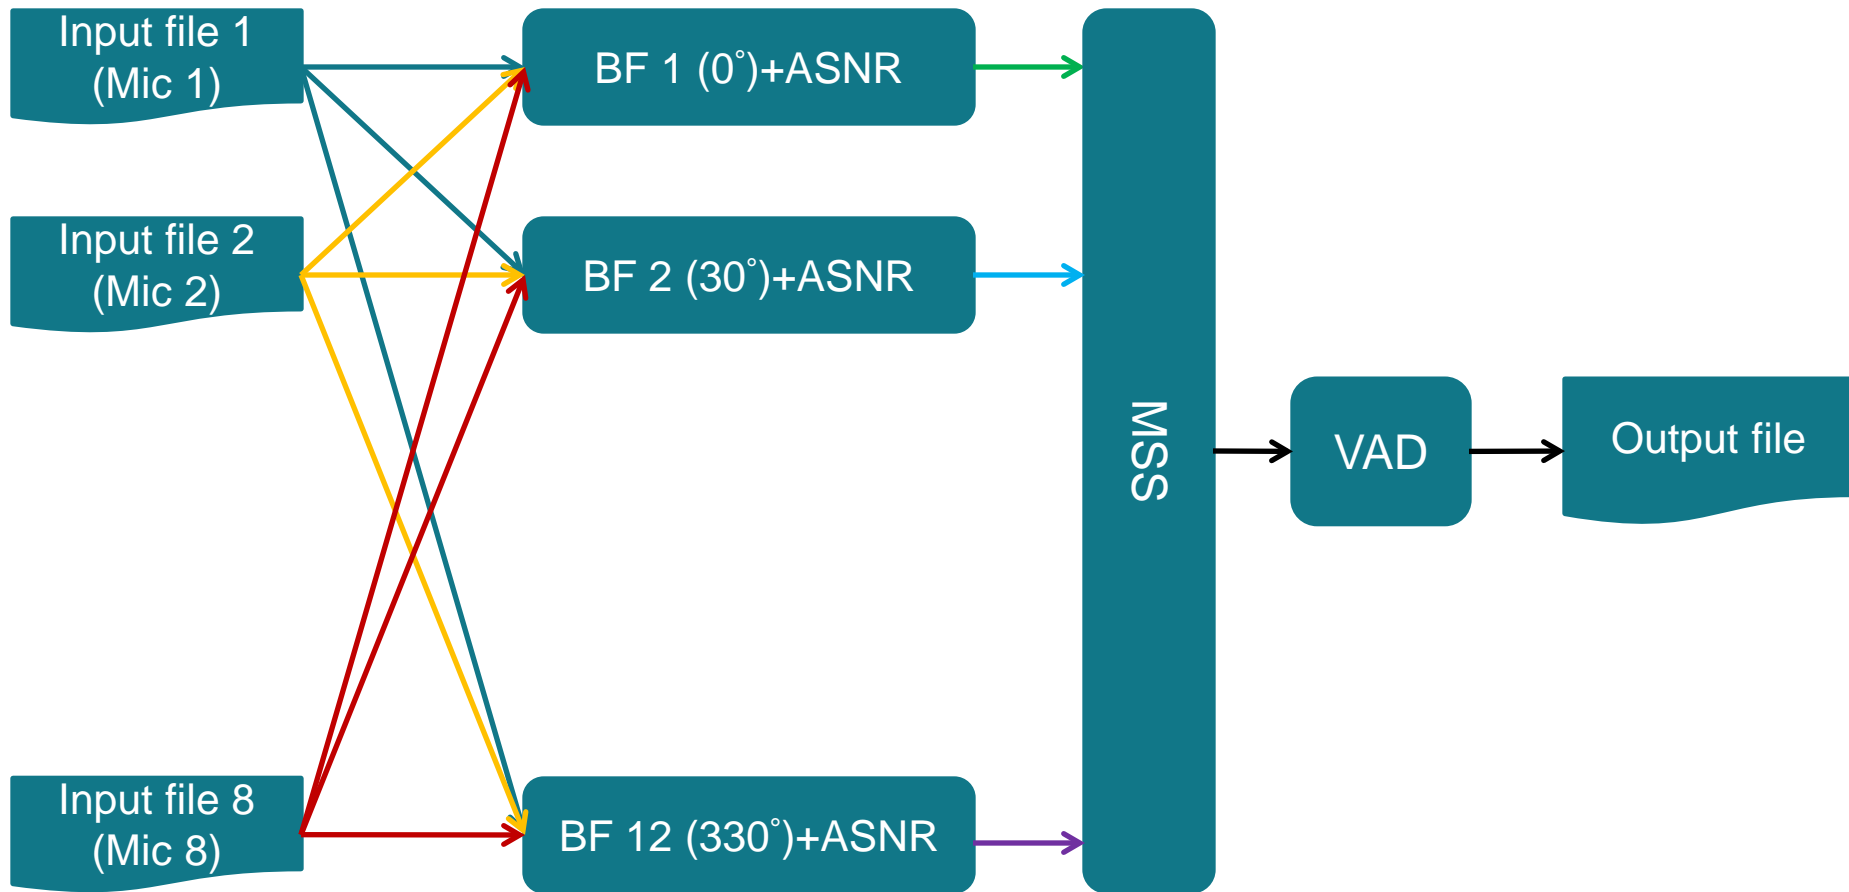 Input file 1
(Mic 1)
BF 1 (0°)+ASNR
Input file 2
(Mic 2)
BF 2 (30°)+ASNR
MSS
VAD
Output file
Input file 8
(Mic 8)
BF 12 (330°)+ASNR